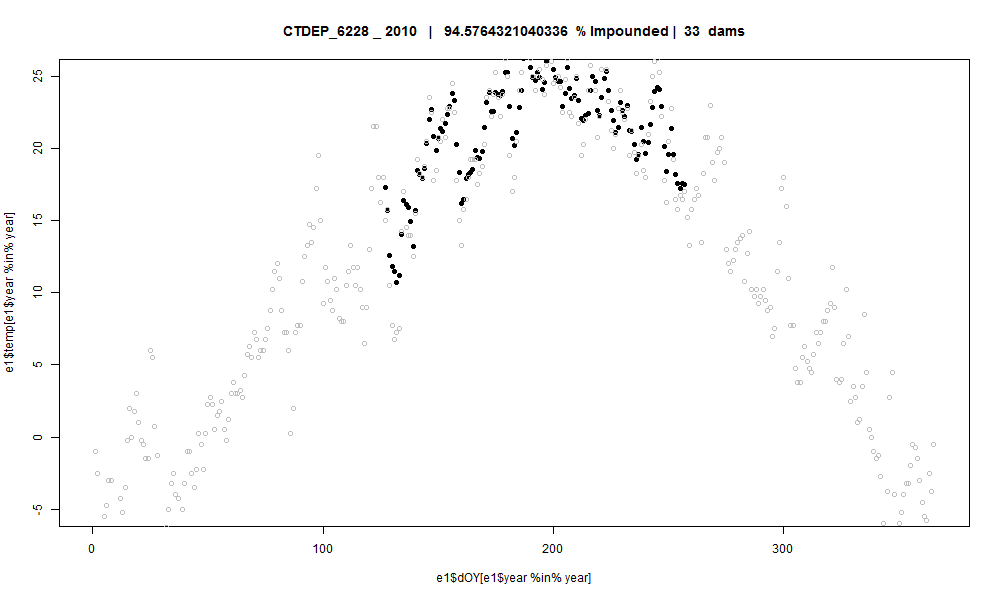 CTDEP_6228 _ 2010 | 94.5764321040336 % Impounded | 33 dams
e1$temp[e1$year %in% year]
25
20
15
10
5
0
-5
0 100 200 300
e1$dOY[e1$year %in% year]